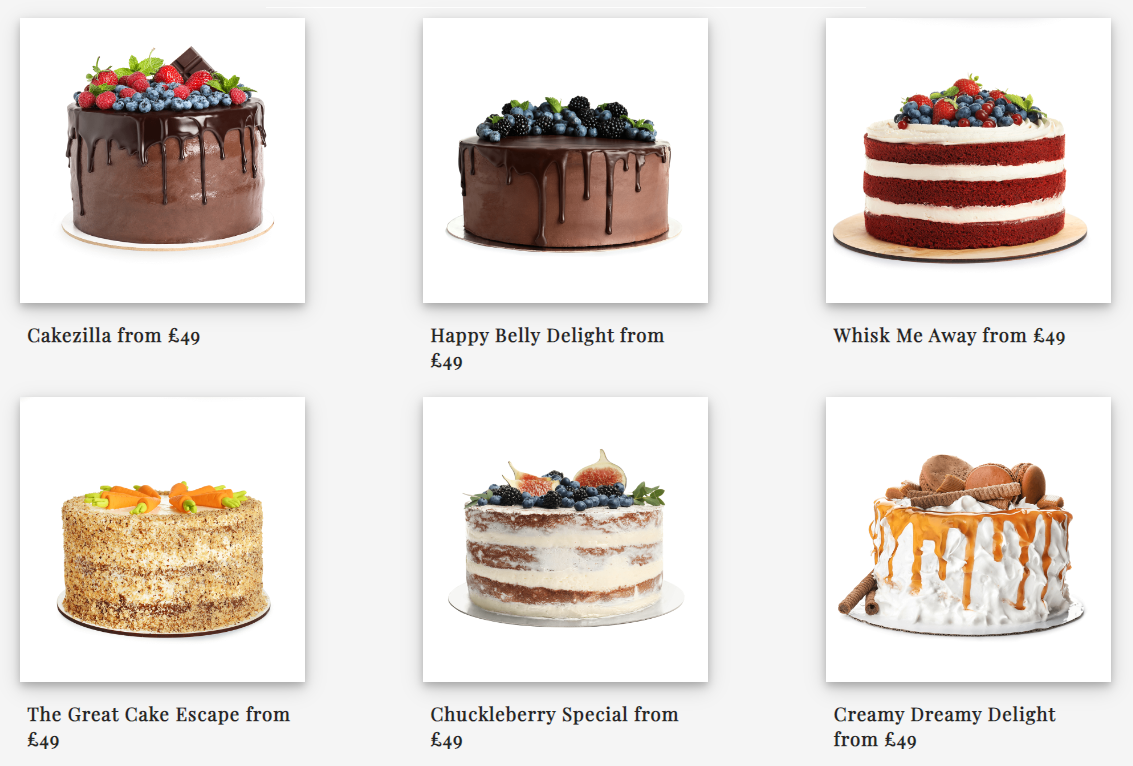 Cakezilla from £49
Happy Belly Delight from
£49
Whisk Me Away from £49
The Great Cake Escape from
£49
Chuckleberry Special from
£49
Creamy Dreamy Delight
from £49